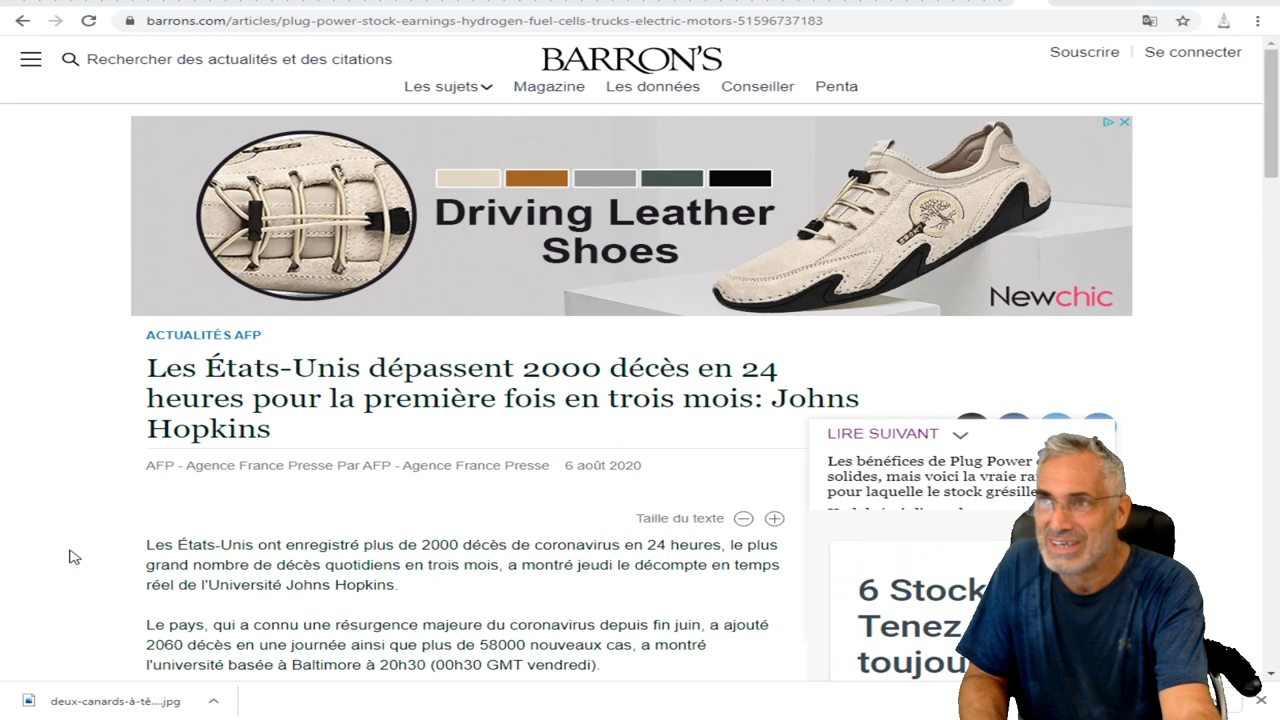 barrons.com/articles/plug-power-stock-earnings-hydrogen-fuel-cells-trucks-electric-motors-51596737183
Rechercher des actualités et des citations
BARRON'S
Souscrire
Se connecter
Les sujets
Magazine
Les données
Conseiller
Penta
Driving Leather
Shoes
Newchic
ACTUALITÉS AFP
Les États-Unis dépassent 2000 décès en 24
heures pour la première fois en trois mois: Johns
Hopkins
AFP - Agence France Presse Par AFP - Agence France Presse
6 août 2020
LIRE SUIVANT
Les bénéfices de Plug Power
solides, mais voici la vraie
pour laquelle le stock grésille
Taille du texte
Les États-Unis ont enregistré plus de 2000 décès de coronavirus en 24 heures, le plus
grand nombre de décès quotidiens en trois mois, a montré jeudi le décompte en temps
réel de l'Université Johns Hopkins.
Le pays, qui a connu une résurgence majeure du coronavirus depuis fin juin, a ajouté
2060 décès en une journée ainsi que plus de 58000 nouveaux cas, a montré
l'université basée à Baltimore à 20h30 (00h30 GMT vendredi).
6 Stock
Tenez
toujou
deux-canards-à-tê....jpg